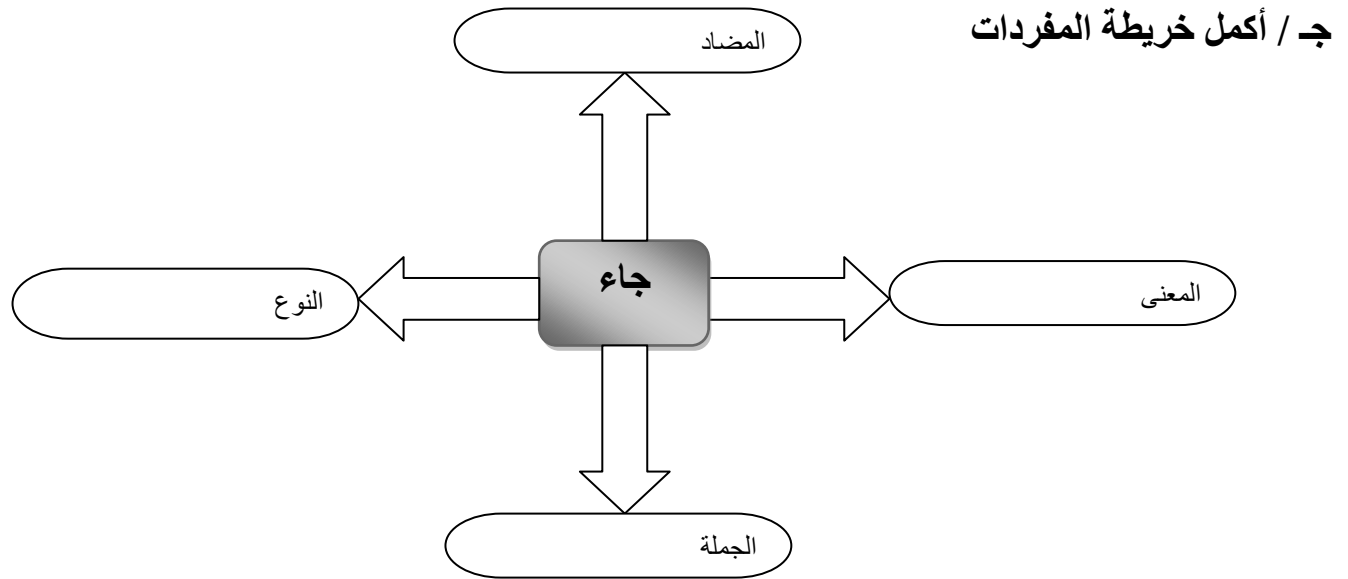 جـ / أكمل خريطة المفردات
المضاد
جاء
المعنى
النوع
الجملة